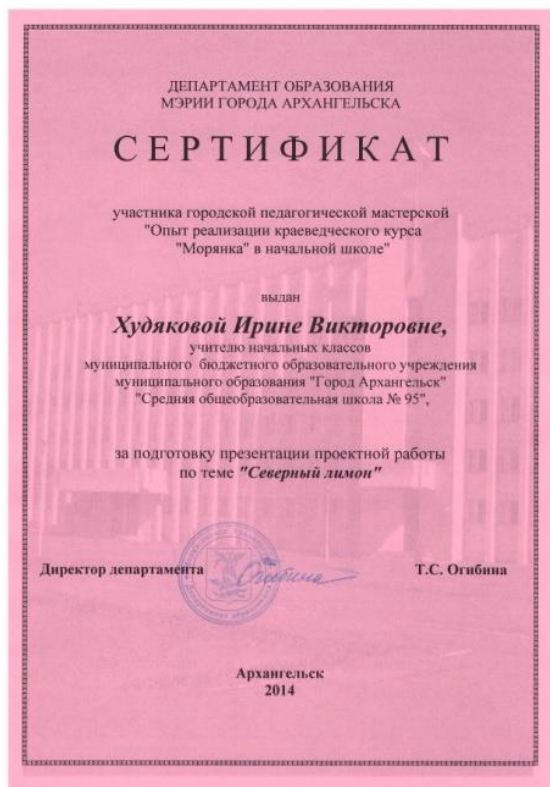 ДЕПАРТАМЕНТ ОБРАЗОВАНИЯ
МЭРИИ ГОРОДА АРХАНГЕЛЬСКА
СЕРТИФИКАТ
участника городской педагогической мастерской
"Опыт реализации краеведческого курса
"Морянка" в начальной школе"
выдан
Худяковой Ирине Викторовне,
учителю начальных классов
муниципального бюджетного образовательного учреждения
муниципального образования "Город Архангельск"
"Средняя общеобразовательная школа № 95",
за подготовку презентации проектной работы
по теме "Северный лимон"
Директор департамента
Т.С. Огибина
Архангельск
2014